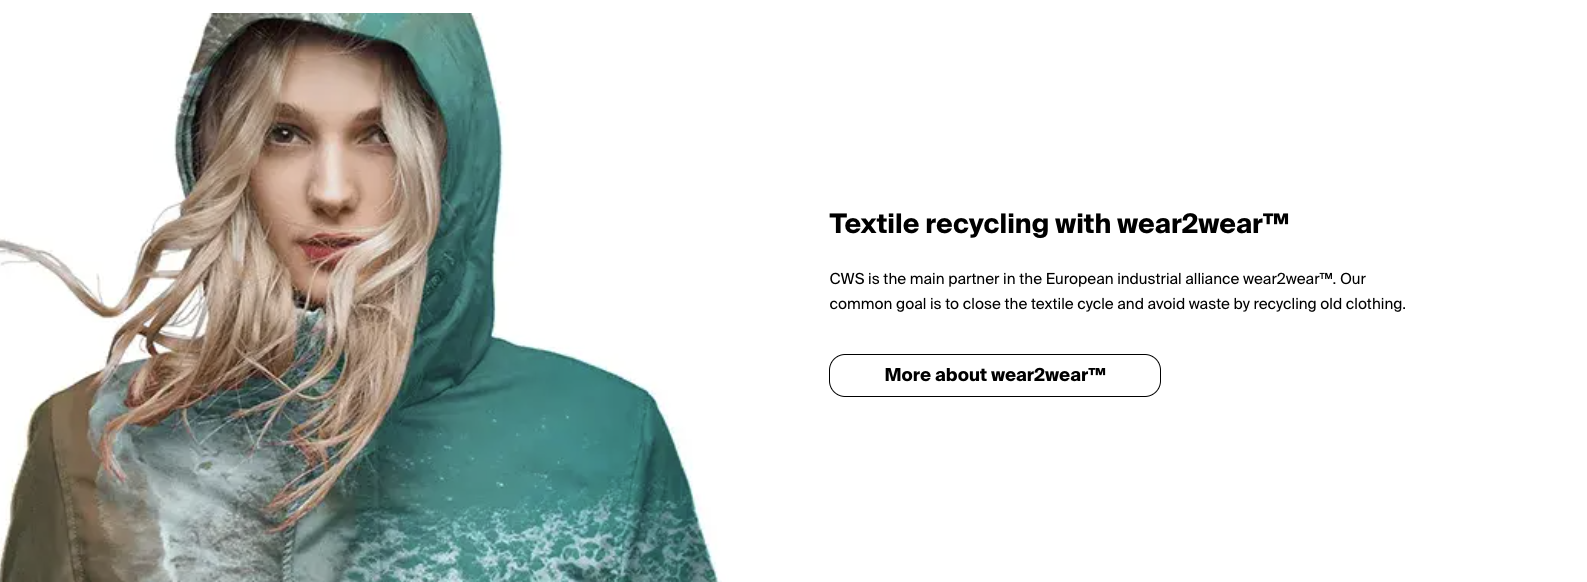 Textile recycling with wear2wear™
CWS is the main partner in the European industrial alliance wear2wear™. Our
common goal is to close the textile cycle and avoid waste by recycling old clothing.
More about wear2wear™